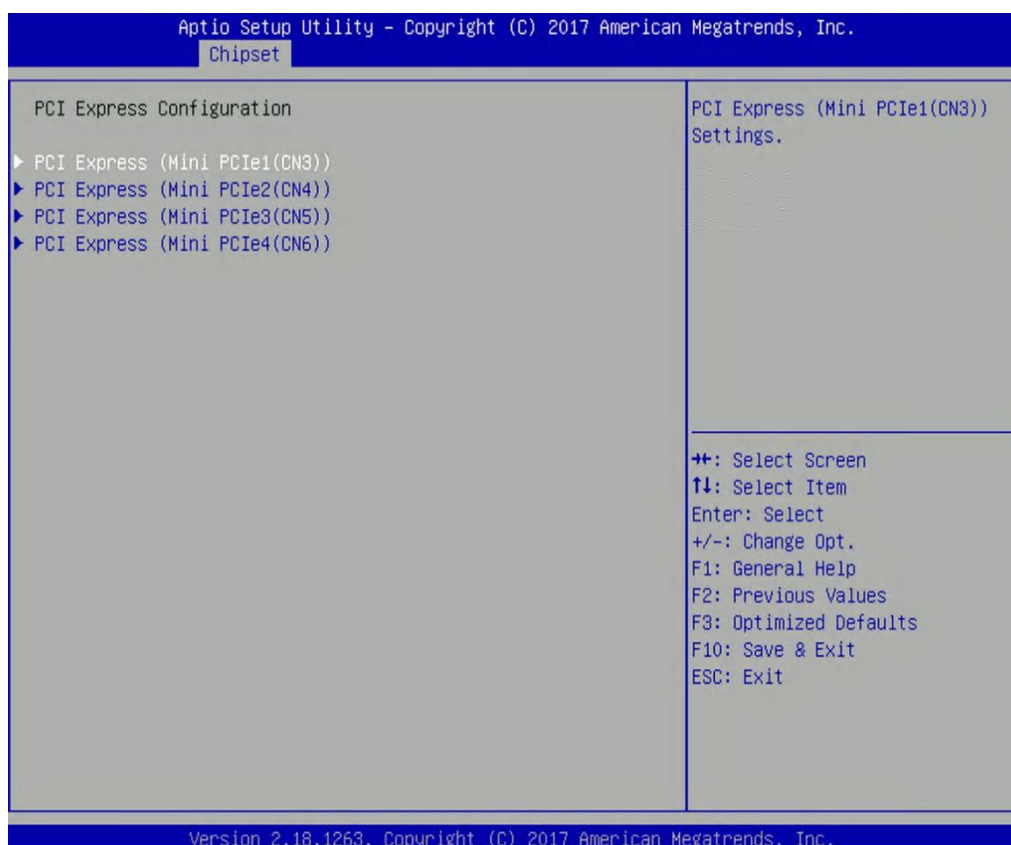 Aptio Setup Utility – Copyright (C) 2017 American Megatrends, Inc.
Chipset
PCI Express Configuration
▶ PCI Express (Mini PCIe1(CN3))
▶ PCI Express (Mini PCIe2(CN4))
▶ PCI Express (Mini PCIe3(CN5))
▶ PCI Express (Mini PCIe4(CN6))
PCI Express (Mini PCIe1(CN3))
Settings.
→←: Select Screen
↑↓: Select Item
Enter: Select
+/-: Change Opt.
F1: General Help
F2: Previous Values
F3: Optimized Defaults
F10: Save & Exit
ESC: Exit
Version 2.18.1263. Copyright (C) 2017 American Megatrends, Inc.